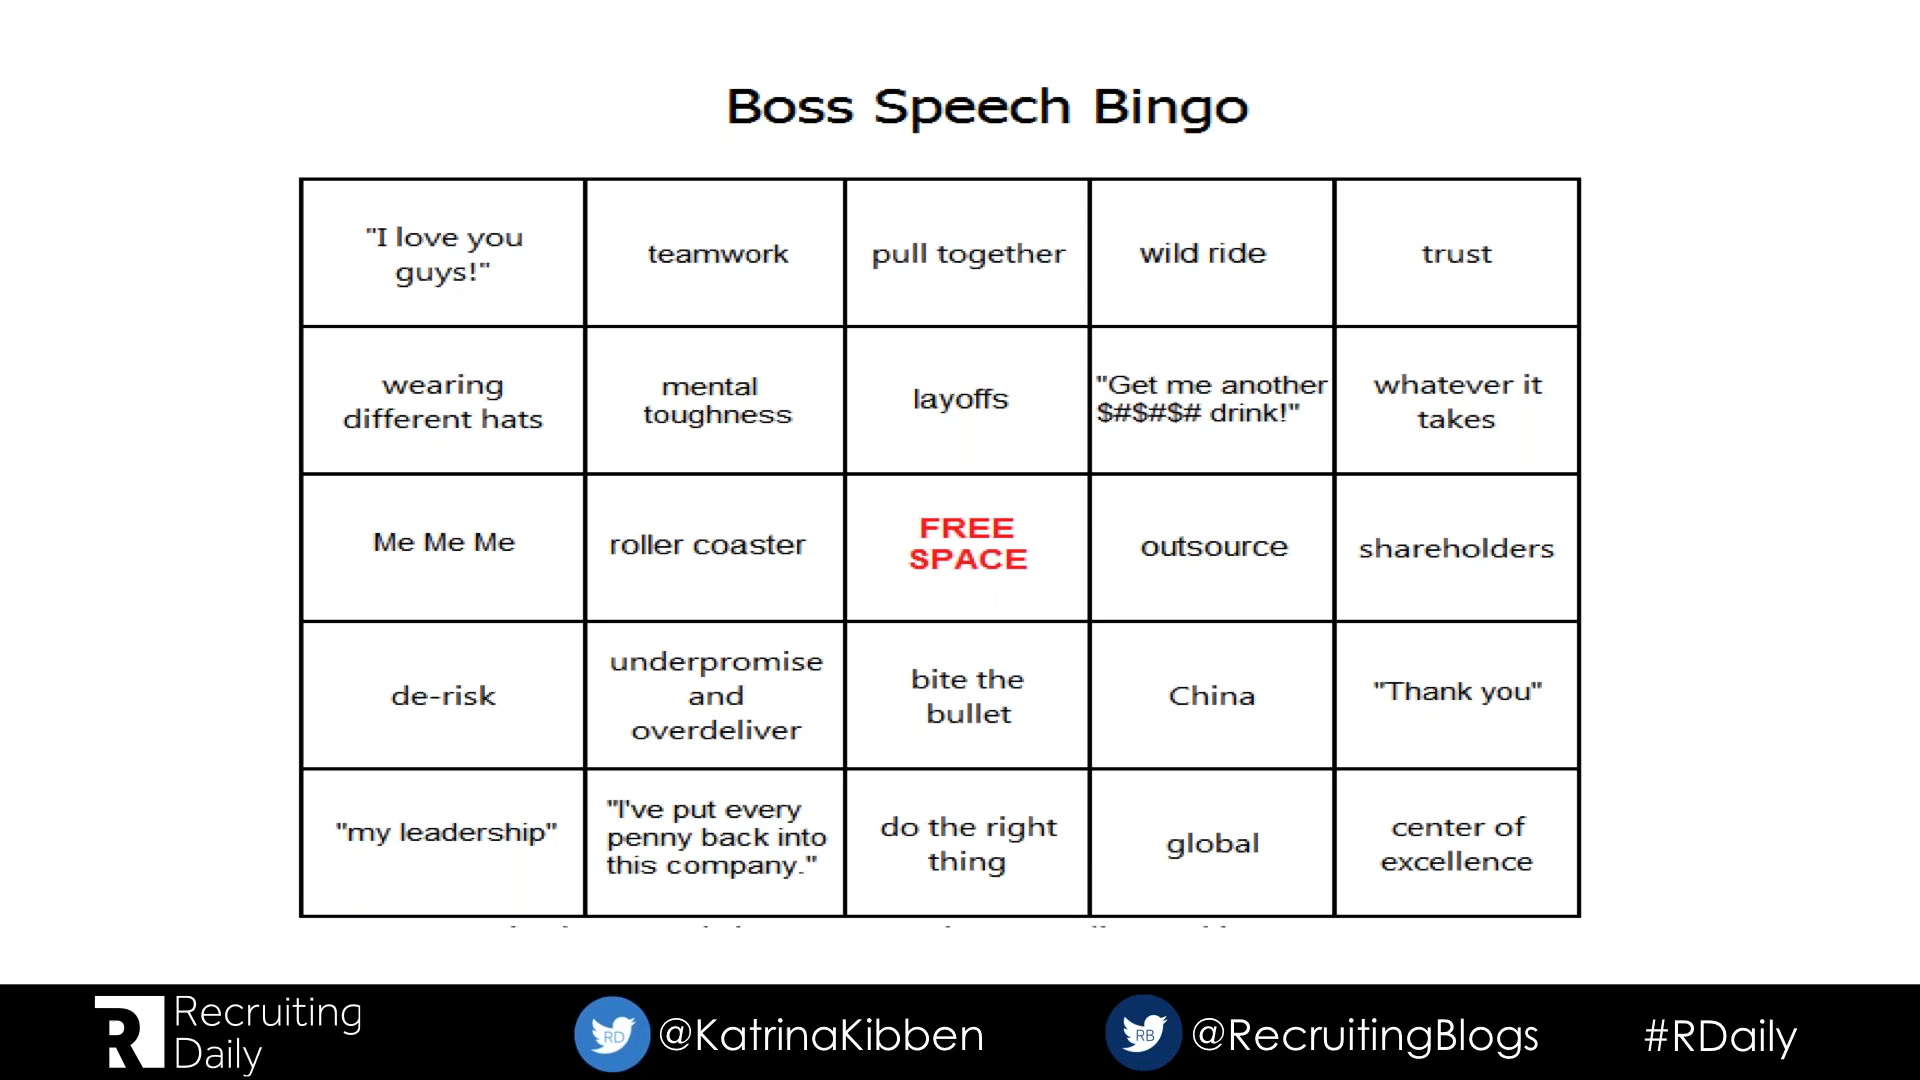 Boss Speech Bingo
"I love you
guys!"
teamwork
pull together
wild ride
trust
wearing
different hats
mental
toughness
layoffs
"Get me another
$#$#$# drink!"
whatever it
takes
Me Me Me
roller coaster
FREE
SPACE
outsource
shareholders
de-risk
underpromise
and
overdeliver
bite the
bullet
China
"Thank you"
"my leadership"
"I've put every
penny back into
this company."
do the right
thing
global
center of
excellence
R Recruiting
Daily
RD @KatrinaKibben
RB @RecruitingBlogs
#RDaily